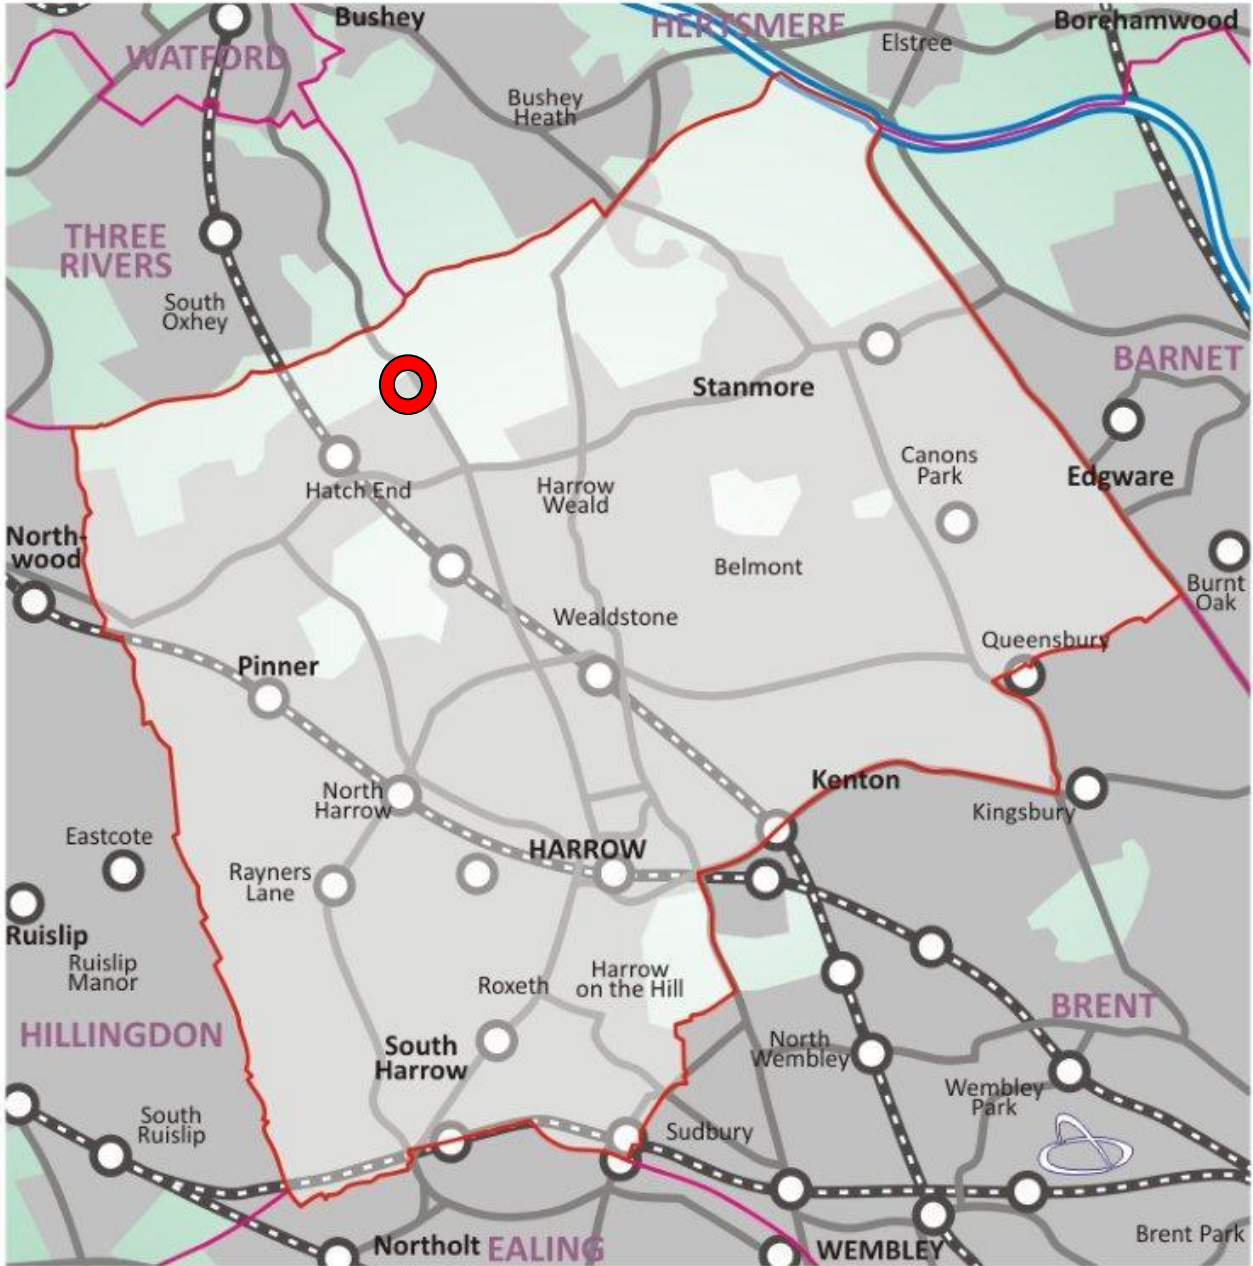 Bushey
HERTSMERE
Borehamwood
WATFORD
Elstree
Bushey
Heath
THREE
RIVERS
South
Oxhey
BARNET
Stanmore
Canons
Park
Edgware
Hatch End
Harrow
Weald
North-
wood
Belmont
Burnt
Oak
Wealdstone
Queensbury
Pinner
Kenton
North
Harrow
Kingsbury
Eastcote
HARROW
Rayners
Lane
Ruislip
Ruislip
Manor
Harrow
on the Hill
Roxeth
BRENT
HILLINGDON
South
Harrow
North
Wembley
Wembley
Park
South
Ruislip
Sudbury
Brent Park
Northolt
EALING
WEMBLEY